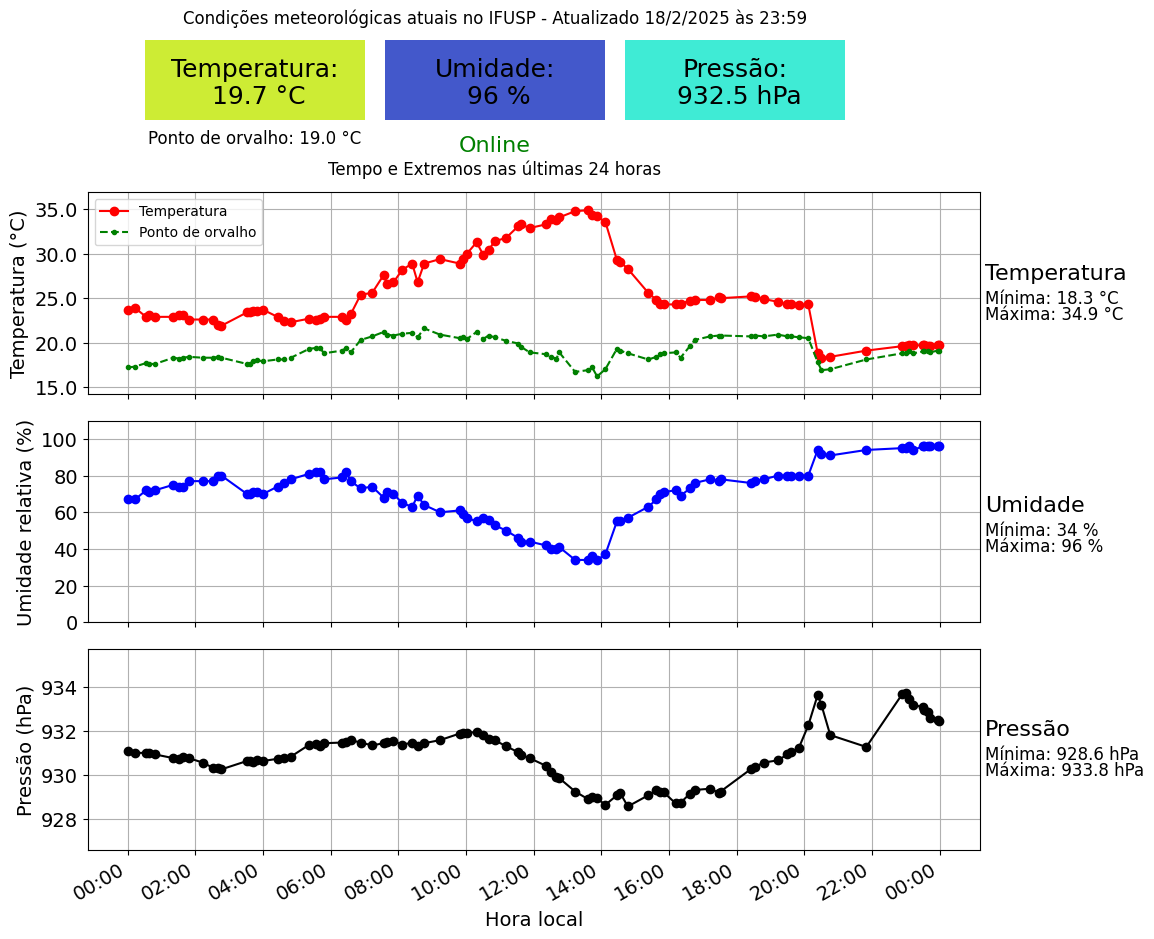 Condições meteorológicas atuais no IFUSP - Atualizado 18/2/2025 às 23:59
Temperatura:
19.7 °C
Umidade:
96 %
Pressão:
932.5 hPa
Ponto de orvalho: 19.0 °C
Online
Tempo e Extremos nas últimas 24 horas
Temperatura (°C)
35.0
30.0
25.0
20.0
15.0
Temperatura
Ponto de orvalho
Temperatura
Mínima: 18.3 °C
Máxima: 34.9 °C
Umidade relativa (%)
100
80
60
40
20
0
Umidade
Mínima: 34 %
Máxima: 96 %
Pressão (hPa)
934
932
930
928
Pressão
Mínima: 928.6 hPa
Máxima: 933.8 hPa
00:00 02:00 04:00 06:00 08:00 10:00 12:00 14:00 16:00 18:00 20:00 22:00 00:00
Hora local